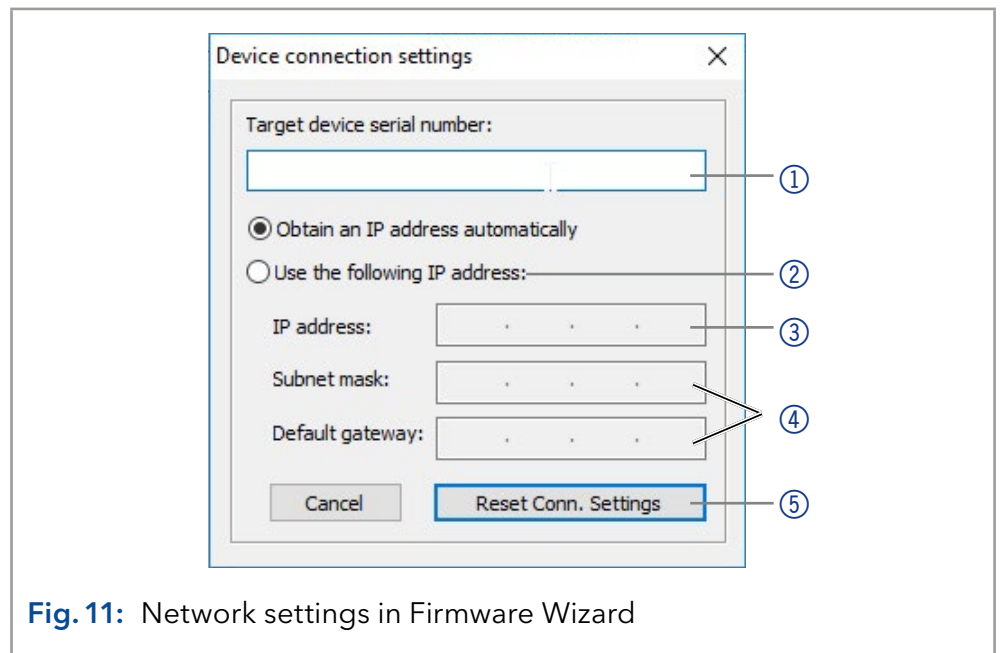 Device connection settings
Target device serial number:
①
Obtain an IP address automatically
Use the following IP address: ②
IP address: . . . ③
Subnet mask: . . .
④
Default gateway: . . .
Cancel Reset Conn. Settings ⑤
Fig. 11: Network settings in Firmware Wizard